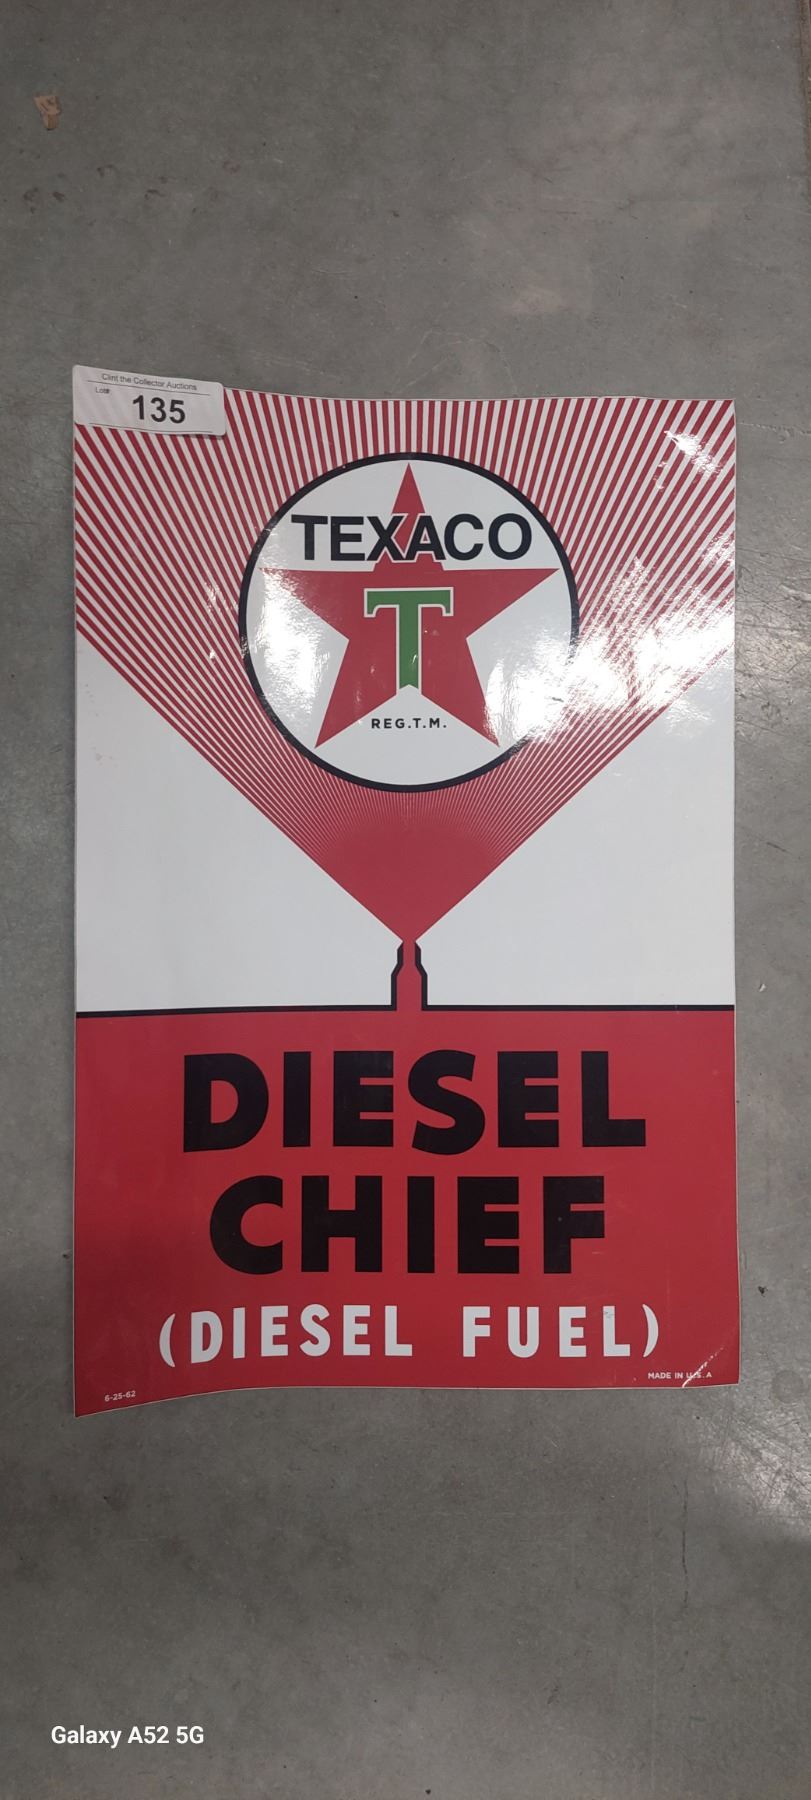 Clint the Collector Auctions
Lot#
135
TEXACO
T
REG.T.M.
DIESEL
CHIEF
(DIESEL FUEL)
MADE IN U.S.A
6-25-62
Galaxy A52 5G